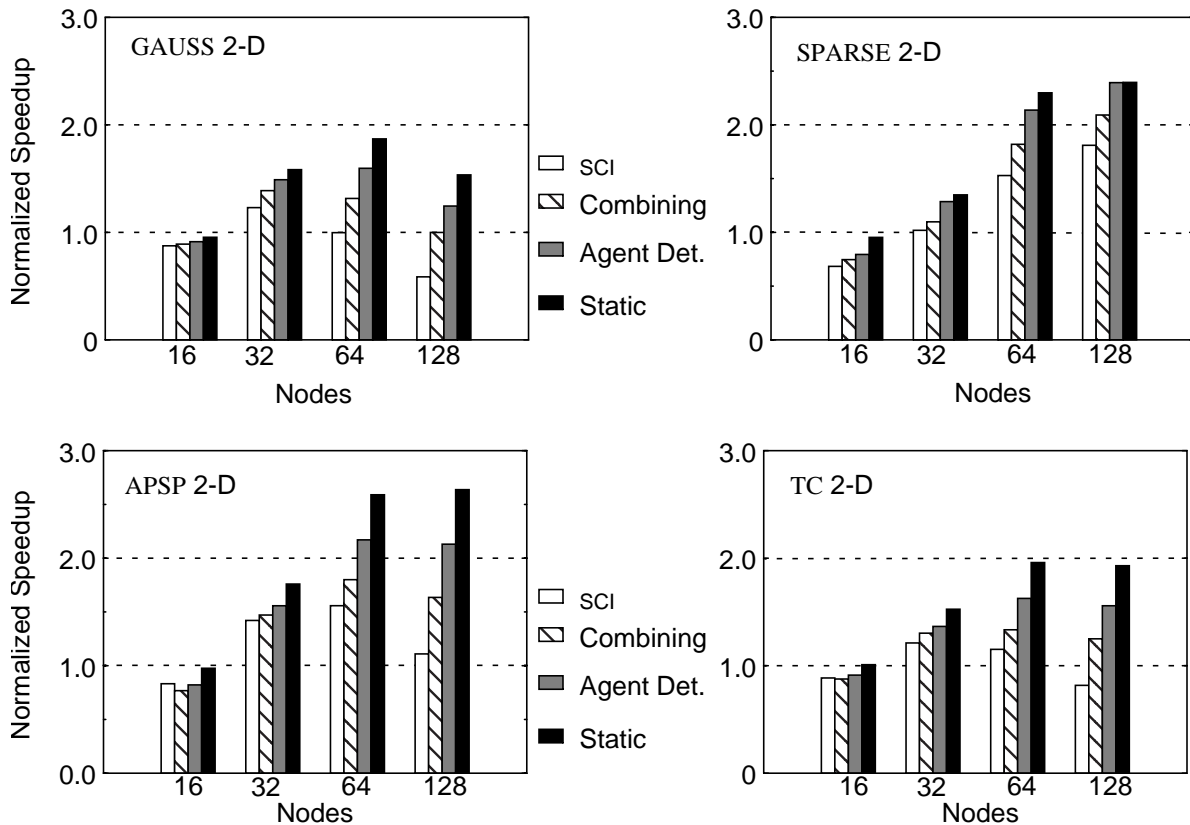 GAUSS 2-D
Normalized Speedup
3.0
2.0
1.0
0
16 32 64 128
Nodes
SCI
Combining
Agent Det.
Static
SPARSE 2-D
3.0
2.0
1.0
0
16 32 64 128
Nodes
APSP 2-D
Normalized Speedup
3.0
2.0
1.0
0.0
16 32 64 128
Nodes
SCI
Combining
Agent Det.
Static
TC 2-D
3.0
2.0
1.0
0
16 32 64 128
Nodes